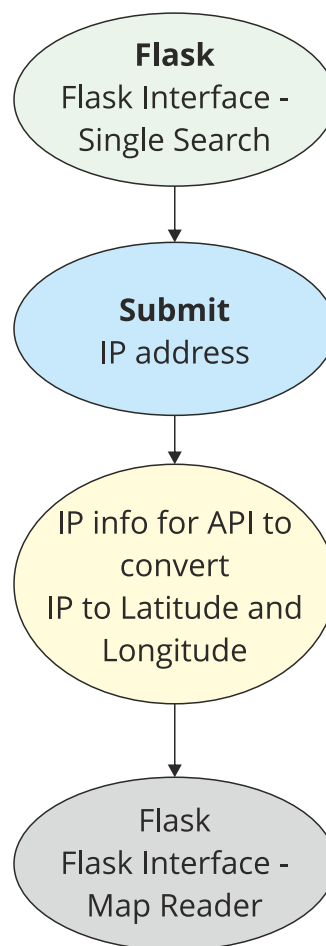 Flask
Flask Interface -
Single Search
Submit
IP address
IP info for API to
convert
IP to Latitude and
Longitude
Flask
Flask Interface -
Map Reader